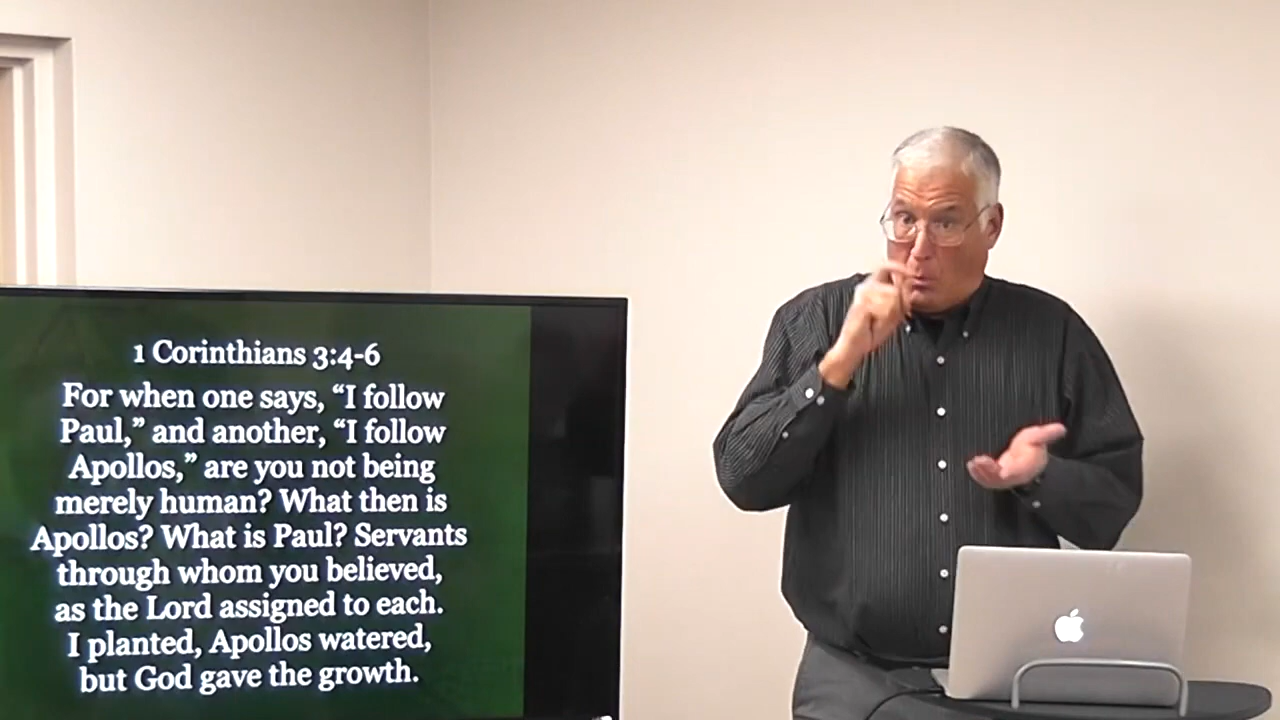 1 Corinthians 3:4-6
For when one says, “I follow
Paul,” and another, “I follow
Apollos,” are you not being
merely human? What then is
Apollos? What is Paul? Servants
through whom you believed,
as the Lord assigned to each.
I planted, Apollos watered,
but God gave the growth.